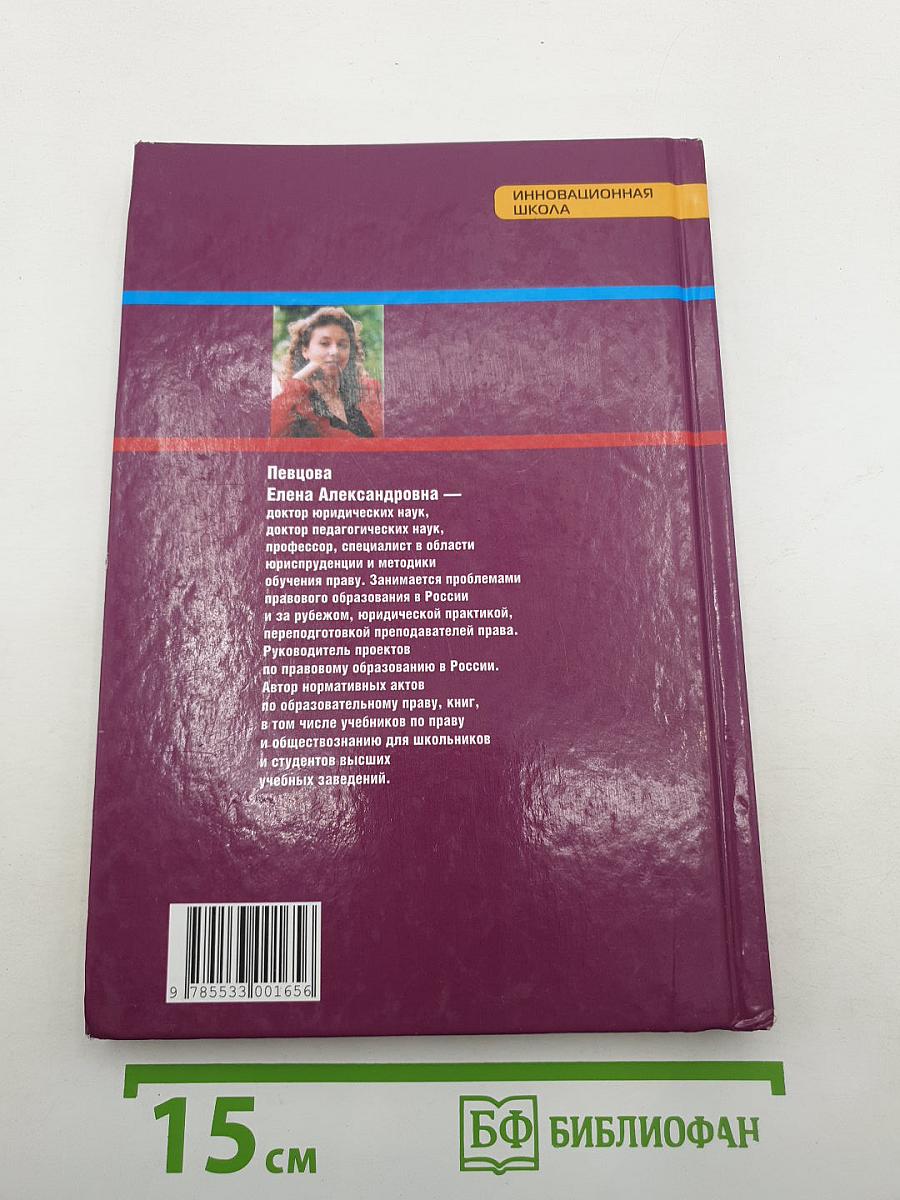 ИННОВАЦИОННАЯ
ШКОЛА
Певцова
Елена Александровна —
доктор юридических наук,
доктор педагогических наук,
профессор, специалист в области
юриспруденции и методики
обучения праву. Занимается проблемами
правового образования в России
и за рубежом, юридической практикой,
переподготовкой преподавателей права.
Руководитель проектов
по правовому образованию в России.
Автор нормативных актов
по образовательному праву, книг,
в том числе учебников по праву
и обществознанию для школьников
и студентов высших
учебных заведений.
9 785533 001656
15 см
БФ БИБЛИОФАН